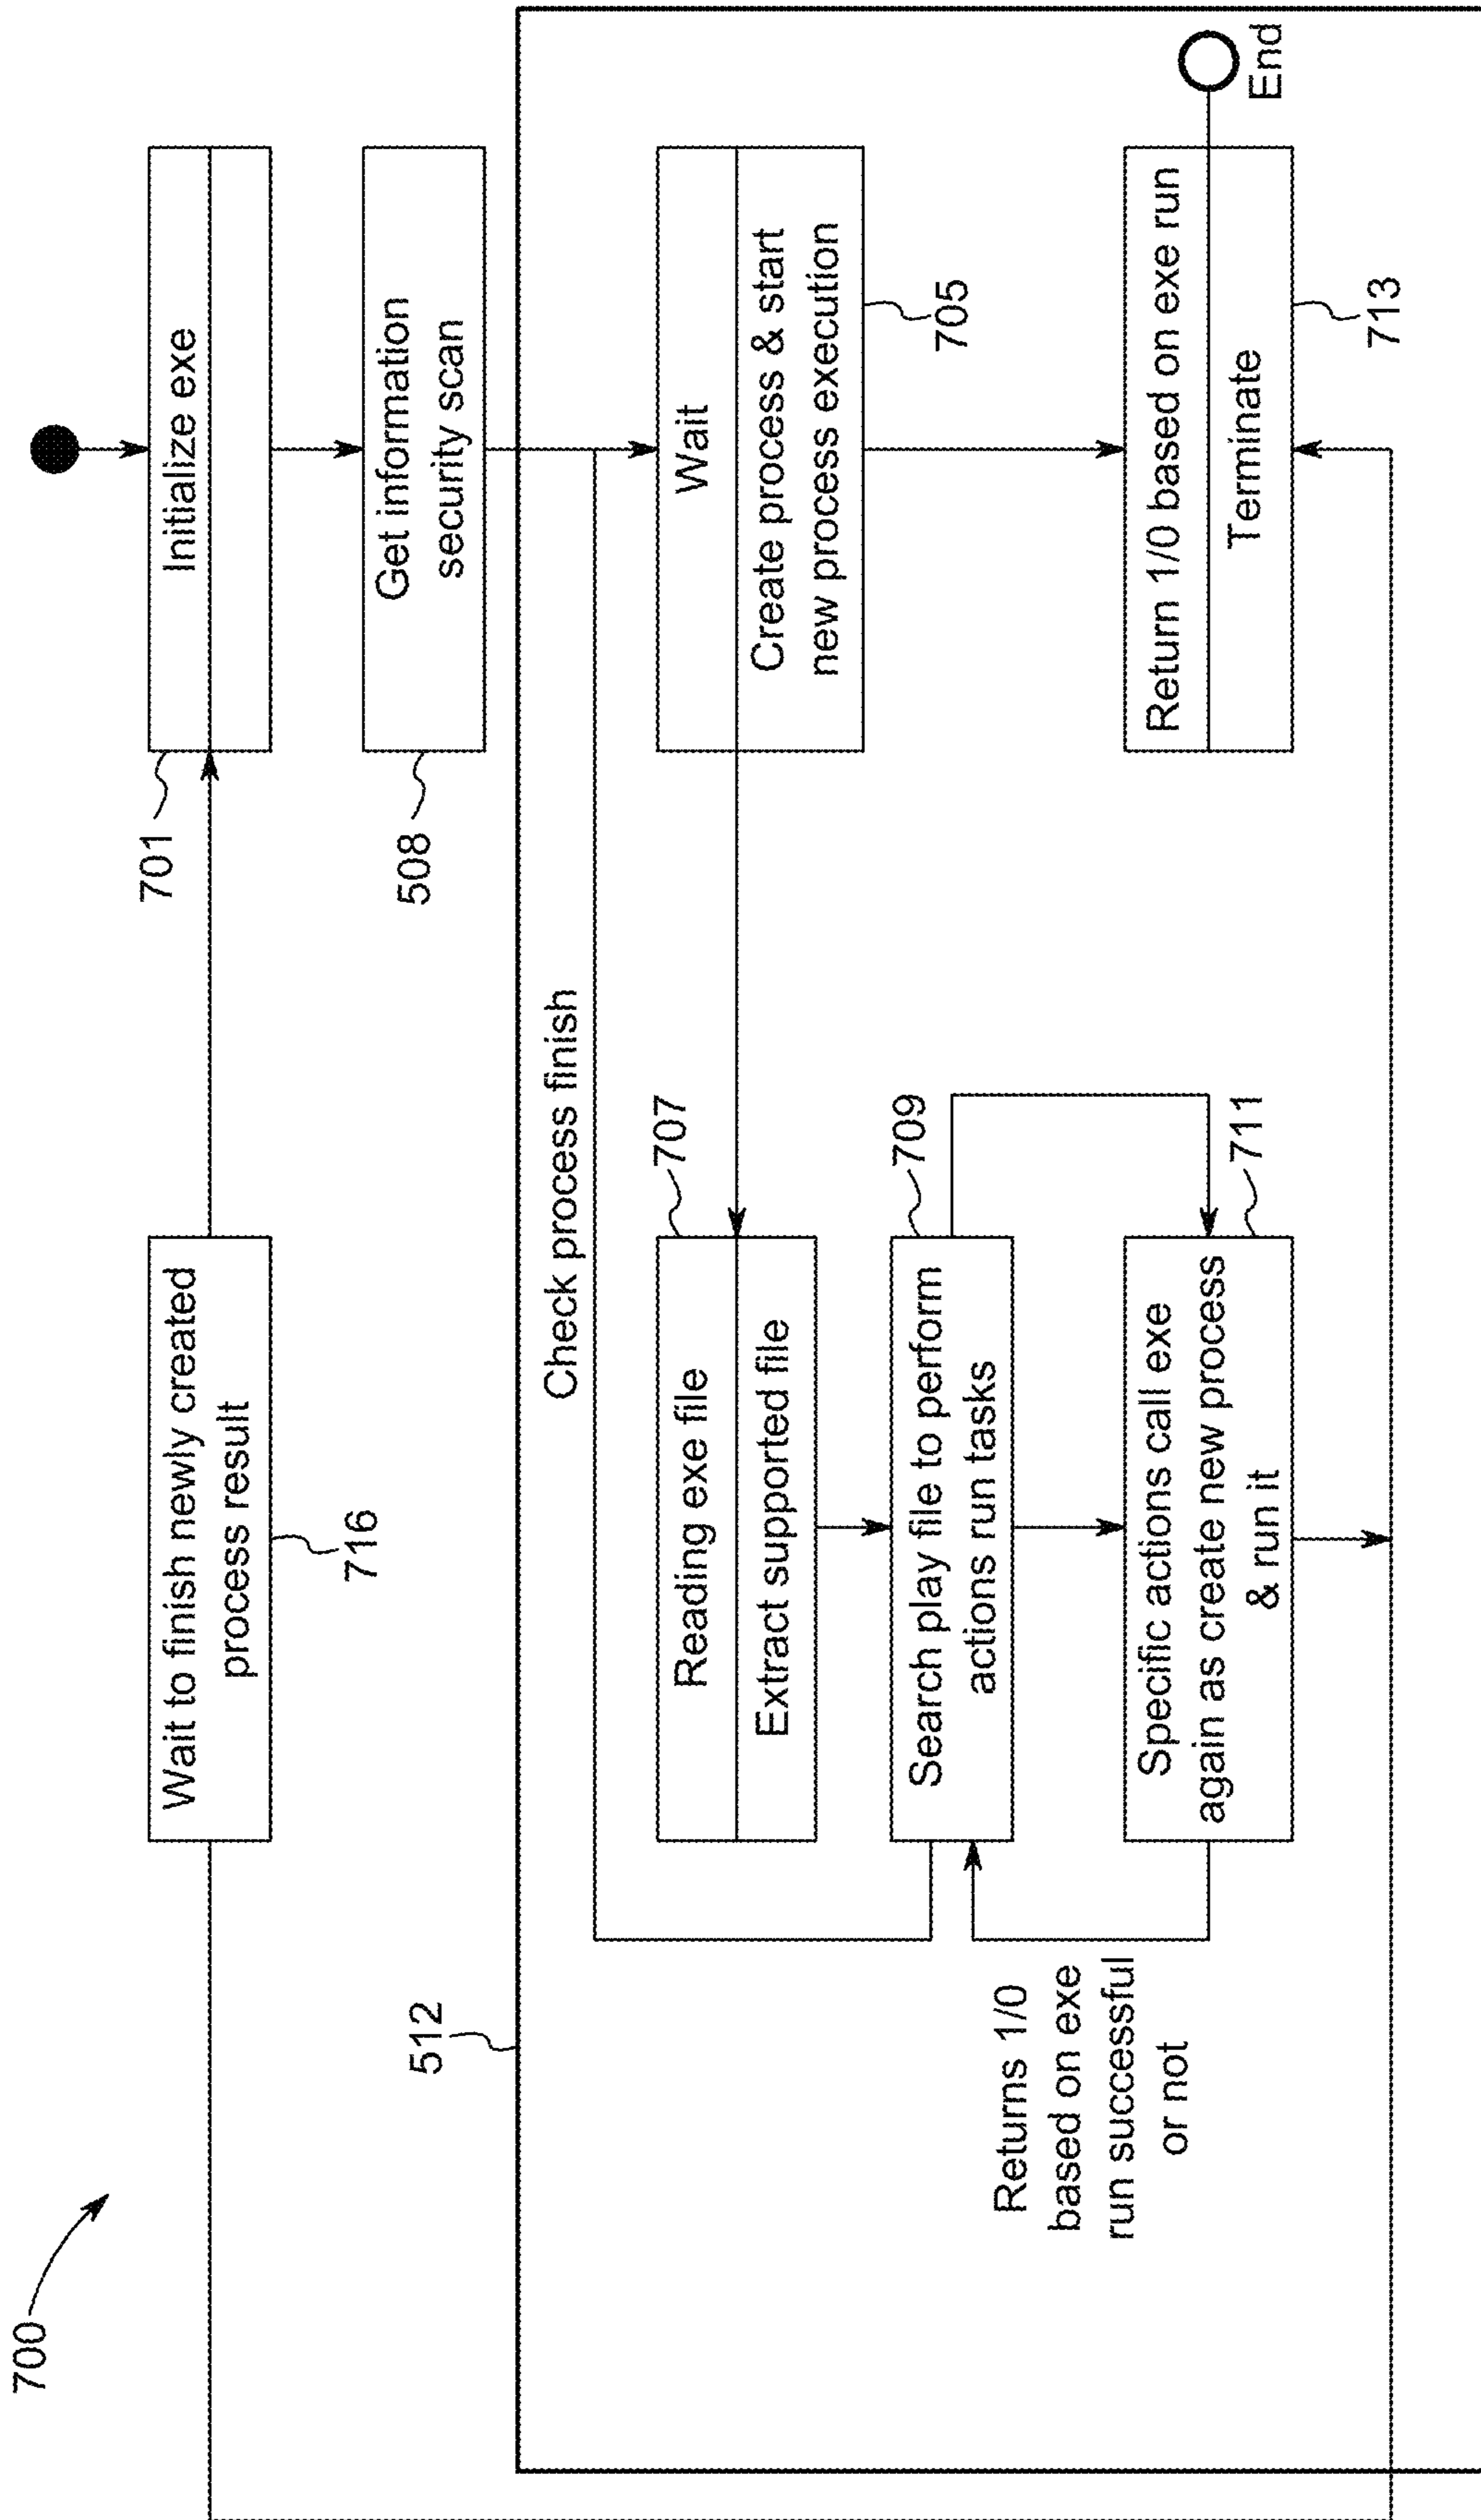 700
Wait to finish newly created
process result
716
701
Initialize exe
508
Get information
security scan
512
Check process finish
707
Reading exe file
Extract supported file
Wait
Create process & start
new process execution
705
709
Search play file to perform
actions run tasks
Returns 1/0
based on exe
run successful
or not
711
Specific actions call exe
again as create new process
& run it
Return 1/0 based on exe run
Terminate
713
End